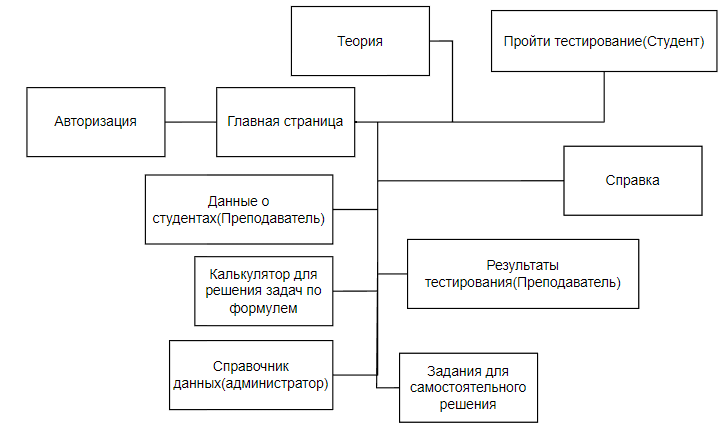 Теория
Пройти тестирование(Студент)
Авторизация
Главная страница
Справка
Данные о
студентах(Преподаватель)
Результаты
тестирования(Преподаватель)
Калькулятор для
решения задач по
формулем
Справочник
данных(администратор)
Задания для
самостоятельного
решения